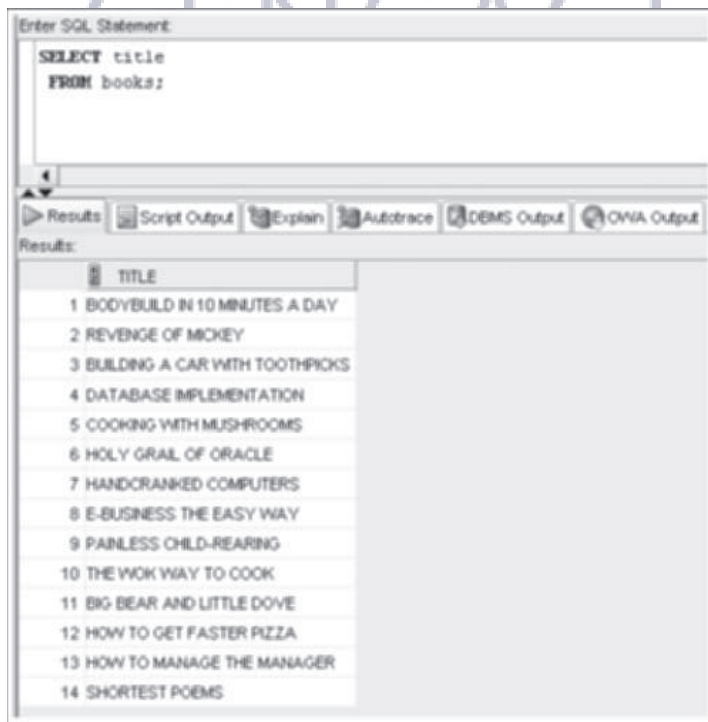 Enter SQL Statement:
SELECT title
FROM books;
Results Script Output Explain Autotrace DBMS Output OWA Output
Results:
TITLE
1 BODYBUILD IN 10 MINUTES A DAY
2 REVENGE OF MICKEY
3 BUILDING A CAR WITH TOOTHPICKS
4 DATABASE IMPLEMENTATION
5 COOKING WITH MUSHROOMS
6 HOLY GRAIL OF ORACLE
7 HANDCRANKED COMPUTERS
8 E-BUSINESS THE EASY WAY
9 PAINLESS CHILD-REARING
10 THE WOK WAY TO COOK
11 BIG BEAR AND LITTLE DOVE
12 HOW TO GET FASTER PIZZA
13 HOW TO MANAGE THE MANAGER
14 SHORTEST POEMS